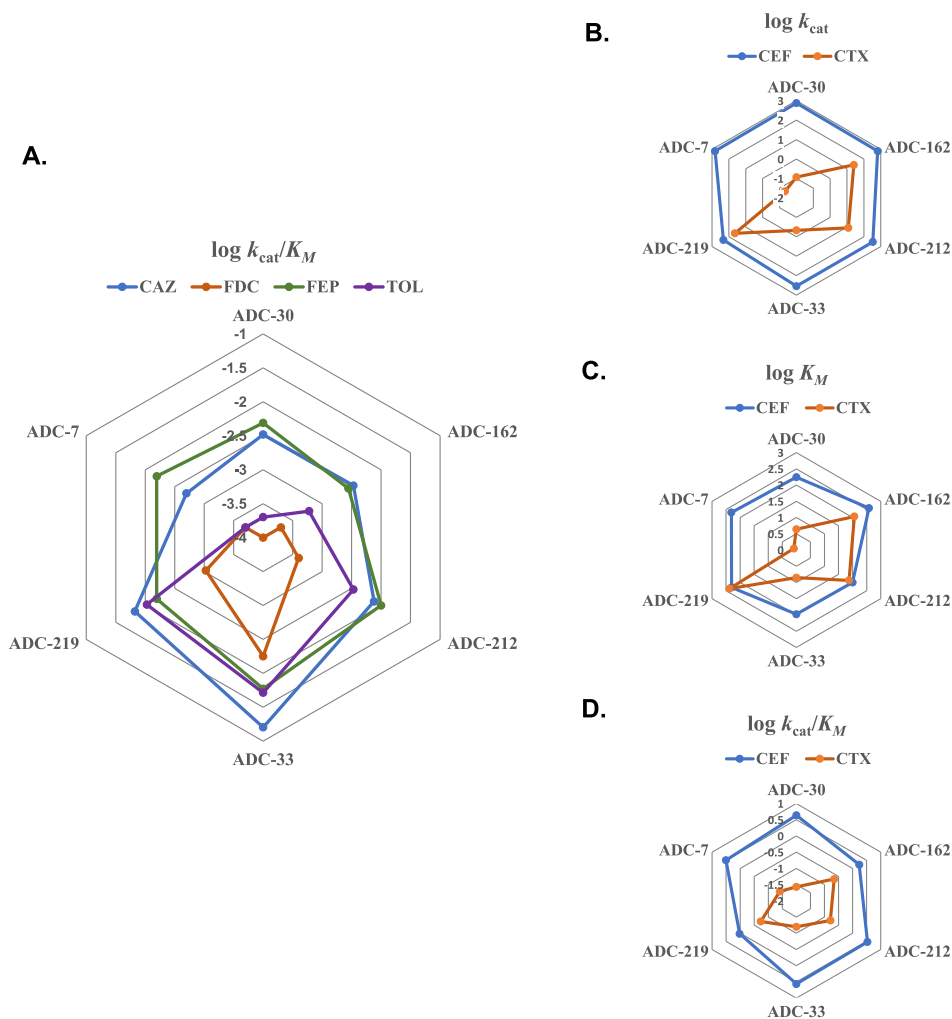 A.
log kcat/KM
CAZ FDC FEP TOL
ADC-30
-1
-1.5
-2
-2.5
-3
-3.5
-4
ADC-162
ADC-212
ADC-33
ADC-219
ADC-7
B.
log kcat
CEF CTX
ADC-30
3
2
1
0
-1
-2
ADC-162
ADC-212
ADC-33
ADC-219
ADC-7
C.
log KM
CEF CTX
ADC-30
3
2.5
2
1.5
1
0.5
0
ADC-162
ADC-212
ADC-33
ADC-219
ADC-7
D.
log kcat/KM
CEF CTX
ADC-30
1
0.5
0
-0.5
-1
-1.5
-2
ADC-162
ADC-212
ADC-33
ADC-219
ADC-7